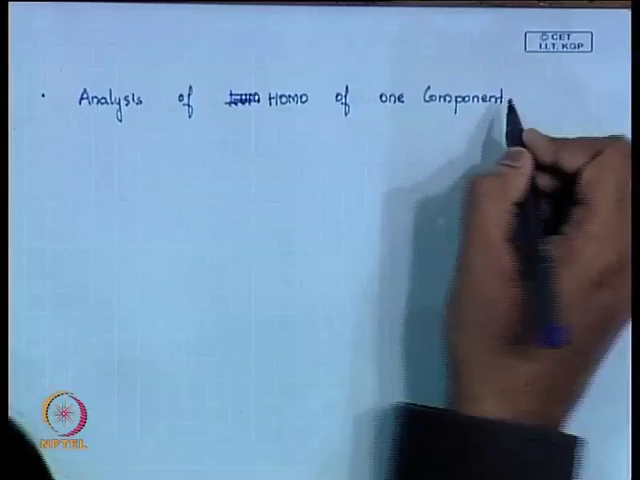 © CET
I.I.T. KGP
· Analysis of HOMO of one Component
NPTEL